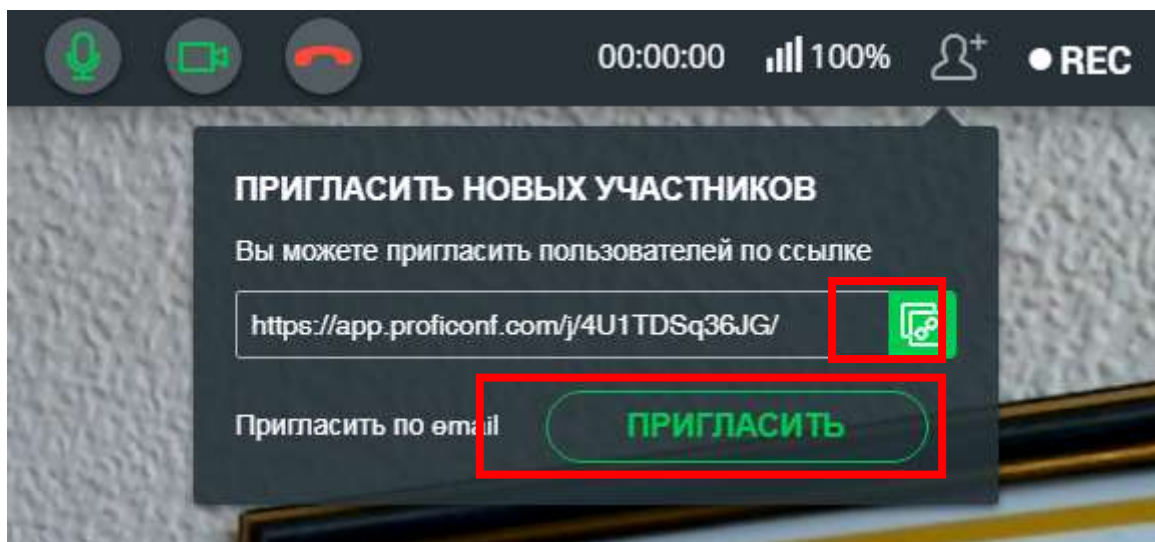 00:00:00 100% REC
ПРИГЛАСИТЬ НОВЫХ УЧАСТНИКОВ
Вы можете пригласить пользователей по ссылке
https://app.proficonf.com/j/4U1TDSq36JG/
Пригласить по email ПРИГЛАСИТЬ